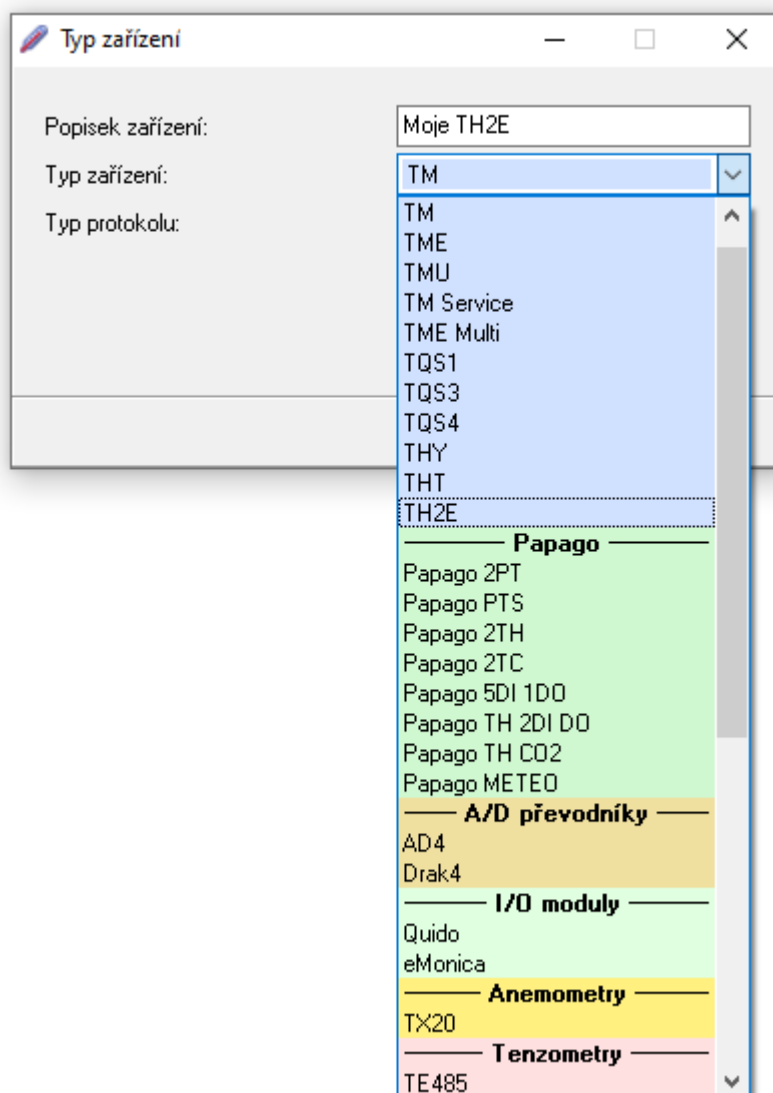 Typ zařízení
Popisek zařízení:
Moje TH2E
Typ zařízení:
TM
Typ protokolu:
TM
TME
TMU
TM Service
TME Multi
TQS1
TQS3
TQS4
THY
THT
TH2E
Papago
Papago 2PT
Papago PTS
Papago 2TH
Papago 2TC
Papago 5DI 1DO
Papago TH 2DI DO
Papago TH CO2
Papago METEO
A/D převodníky
AD4
Drak4
I/O moduly
Quido
eMonica
Anemometry
TX20
Tenzometry
TE485